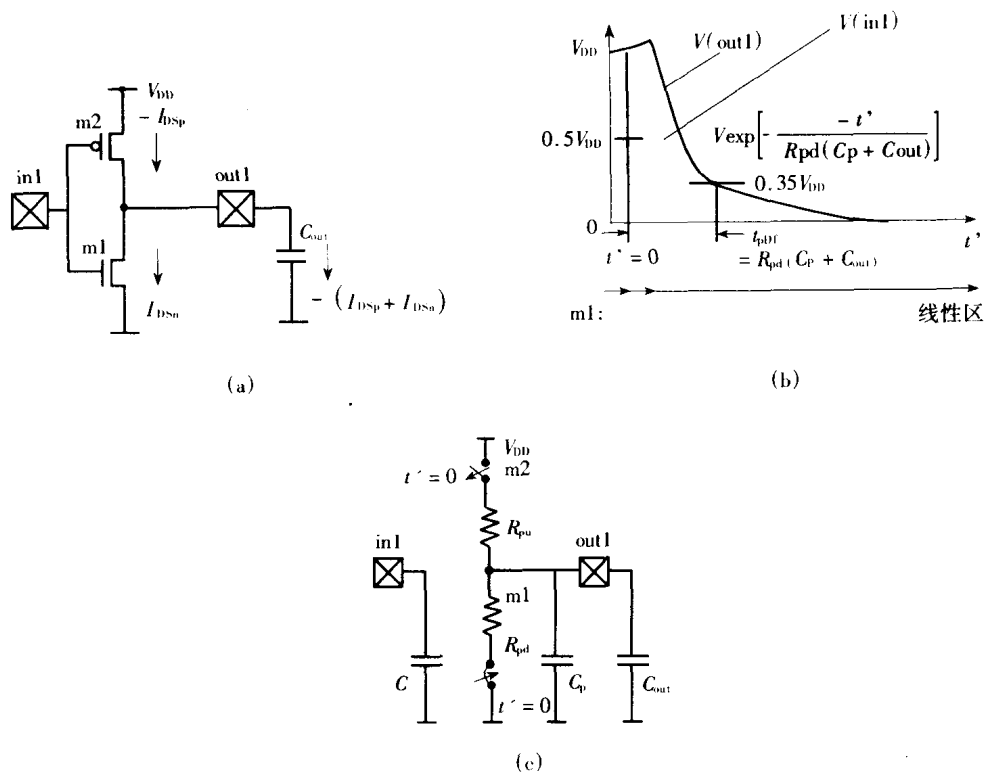 V_DD
- I_DSp
m2
in1
out1
m1
C_out
I_DSn
- (I_DSp + I_DSn)
(a)
V_DD
V(out1)
V(in1)
0.5V_DD
Vexp[- -t' / Rpd(Cp + Cout)]
0.35V_DD
0
t' = 0
t_pDf
= R_pd(C_P + C_out)
t'
m1:
线性区
(b)
V_DD
t' = 0
m2
R_pu
in1
out1
m1
R_pd
C
C_p
C_out
t' = 0
(c)